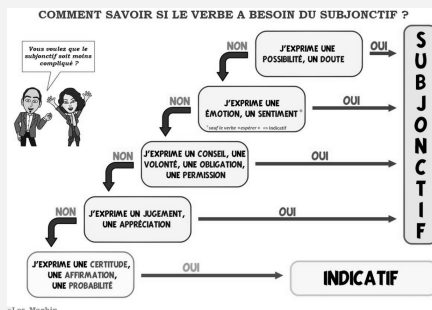 COMMENT SAVOIR SI LE VERBE A BESOIN DU SUBJONCTIF ?
Vous voulez que le
subjonctif soit moins
compliqué ?
NON
J'EXPRIME UNE
POSSIBILITÉ, UN DOUTE
OUI
NON
J'EXPRIME UNE
ÉMOTION, UN SENTIMENT*
* sauf le verbe « espérer » => indicatif
OUI
NON
J'EXPRIME UN CONSEIL, UNE
VOLONTÉ, UNE OBLIGATION,
UNE PERMISSION
OUI
NON
J'EXPRIME UN JUGEMENT,
UNE APPRÉCIATION
OUI
J'EXPRIME UNE CERTITUDE,
UNE AFFIRMATION,
UNE PROBABILITÉ
OUI
INDICATIF
SUBJONCTIF